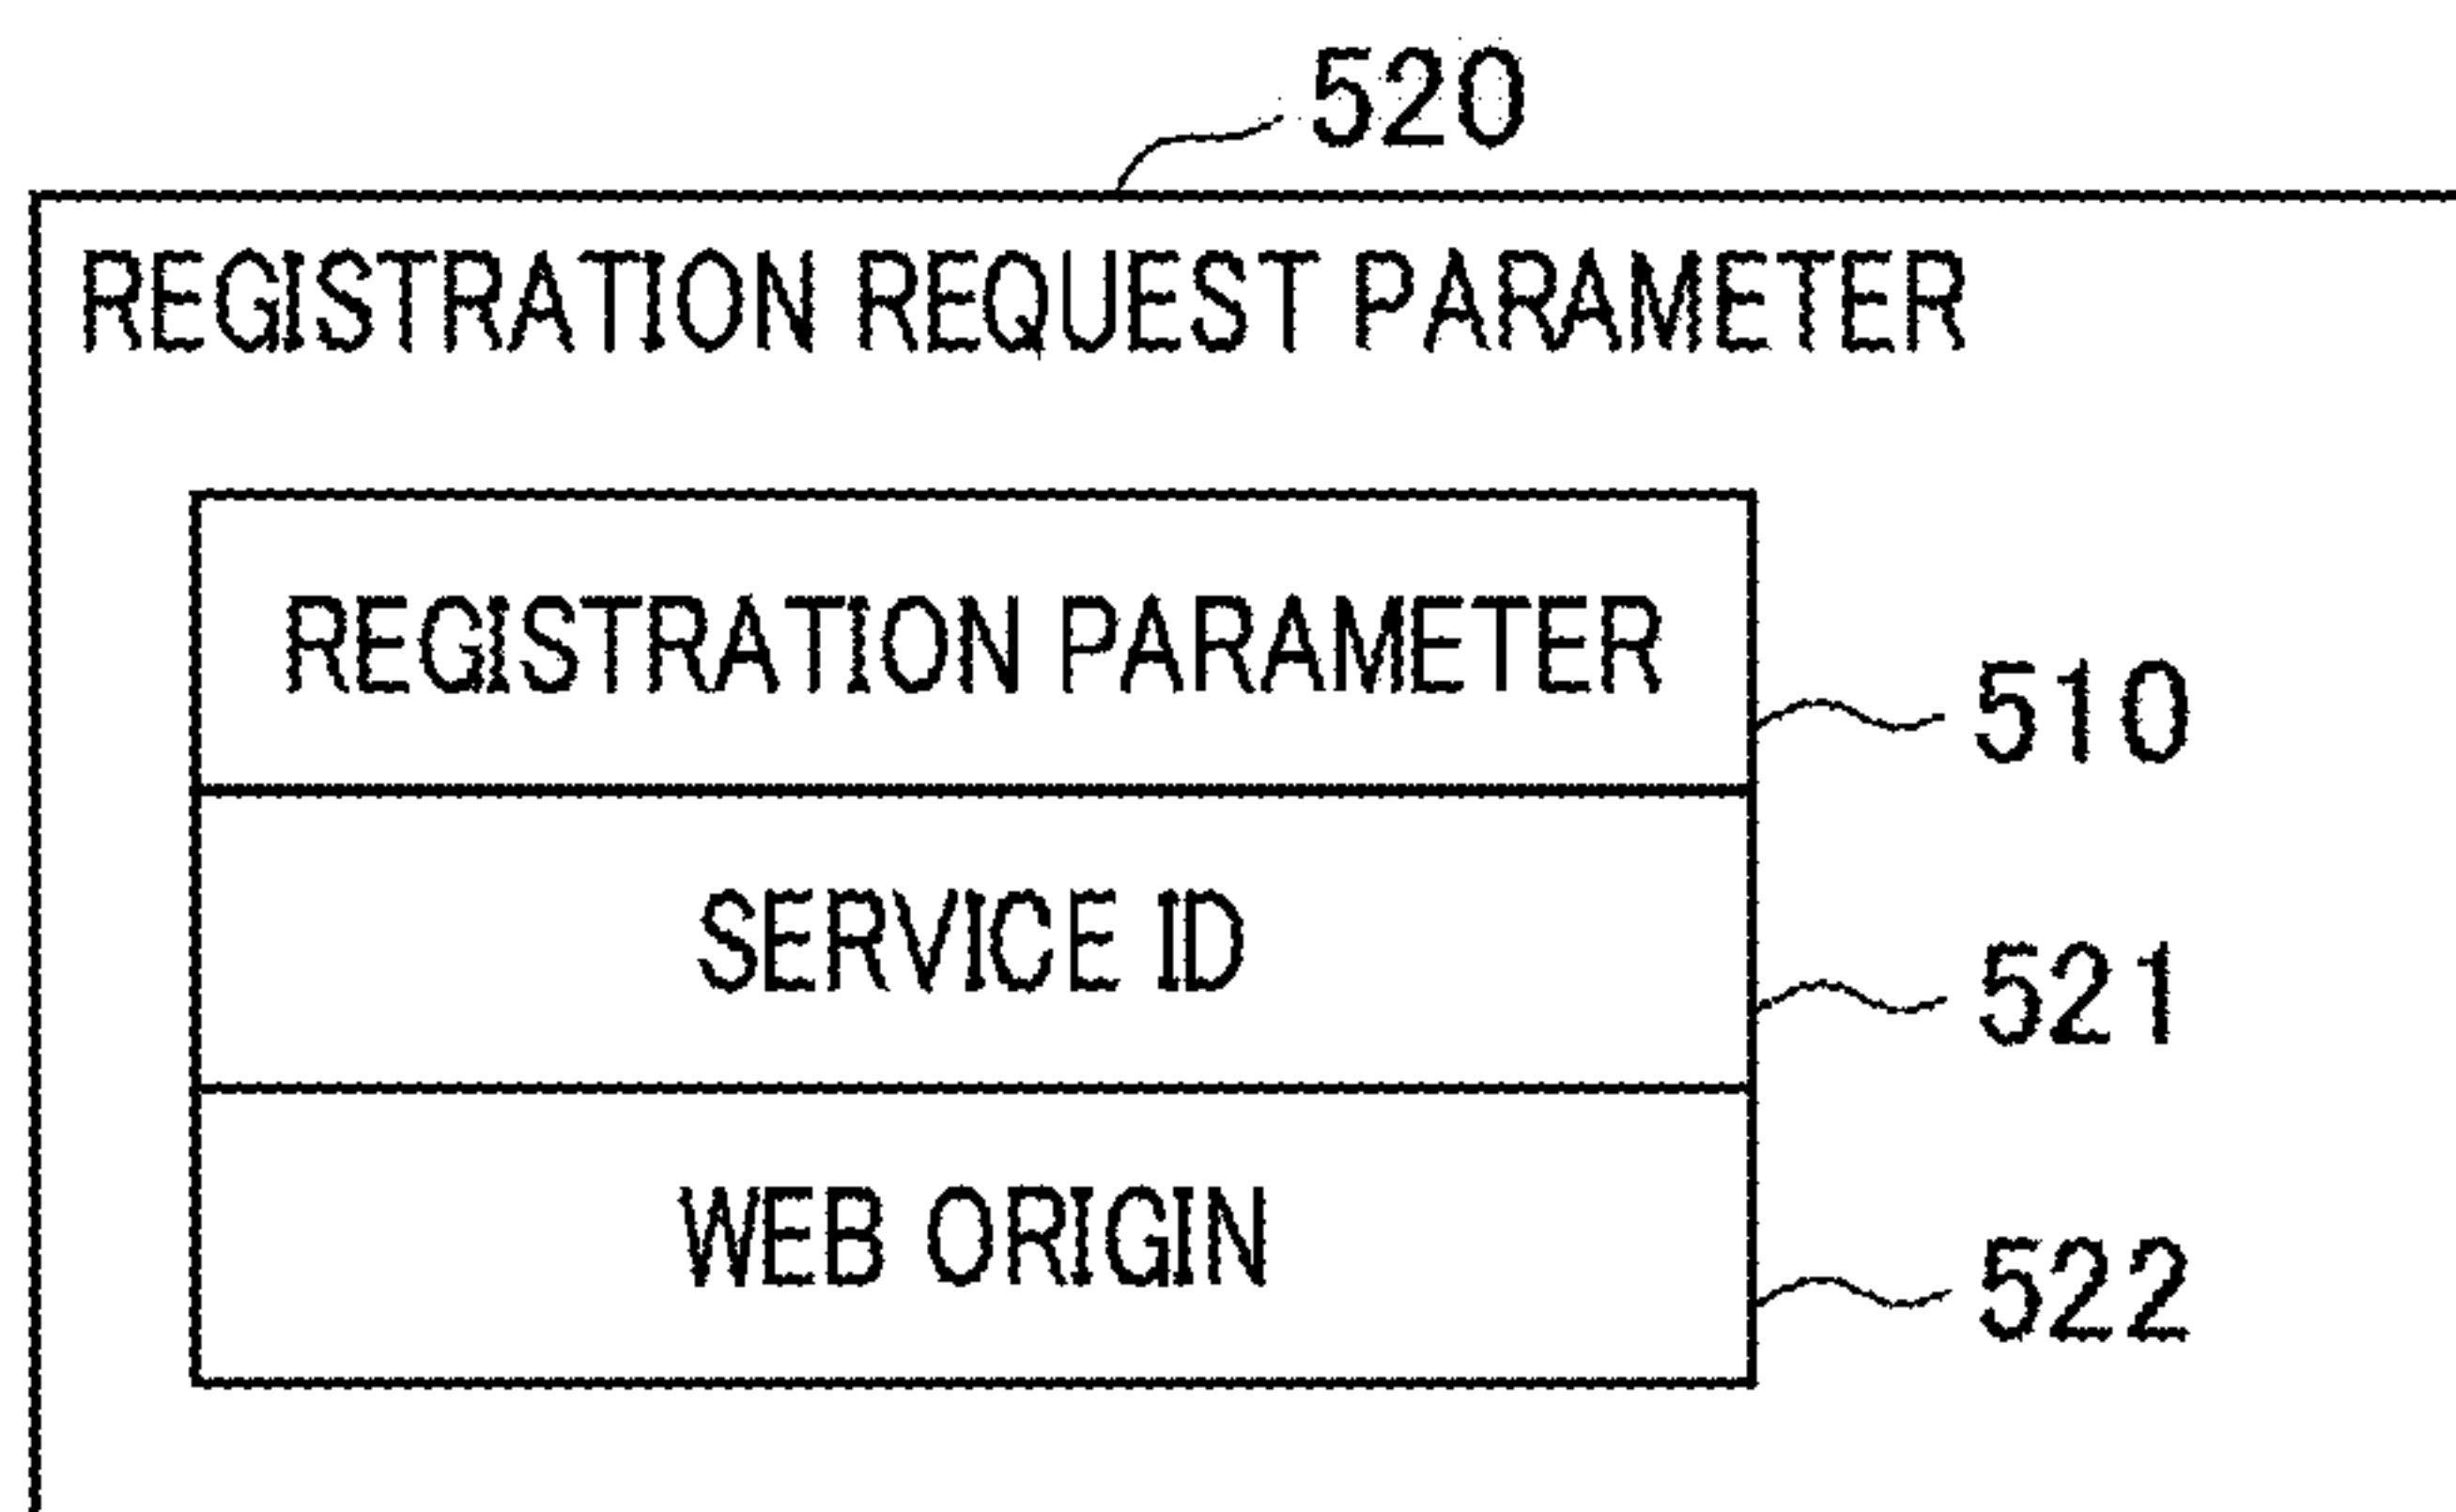 520
REGISTRATION REQUEST PARAMETER
REGISTRATION PARAMETER
510
SERVICE ID
521
WEB ORIGIN
522